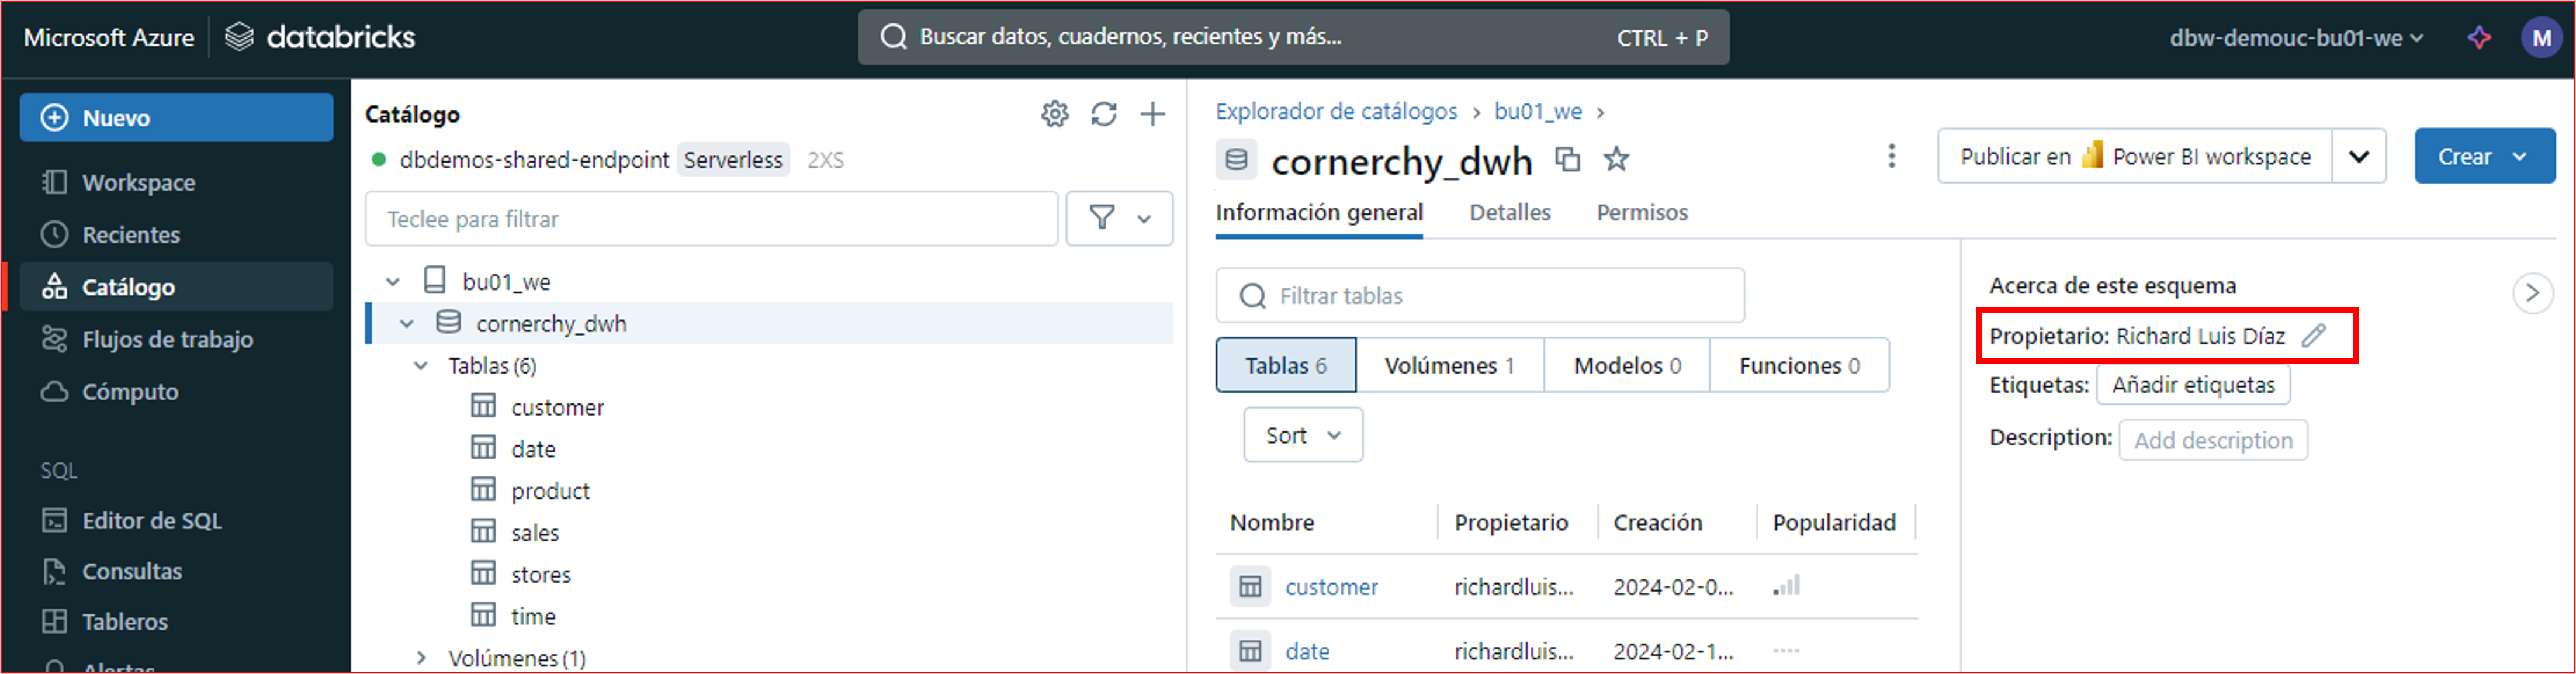 Microsoft Azure databricks
Buscar datos, cuadernos, recientes y más... CTRL + P
dbw-demouc-bu01-we
M
Nuevo
Workspace
Recientes
Catálogo
Flujos de trabajo
Cómputo
SQL
Editor de SQL
Consultas
Tableros
Alertas
Catálogo
dbdemos-shared-endpoint Serverless 2XS
Teclee para filtrar
bu01_we
cornerchy_dwh
Tablas (6)
customer
date
product
sales
stores
time
Volúmenes (1)
Explorador de catálogos > bu01_we >
cornerchy_dwh
Publicar en Power BI workspace
Crear
Información general Detalles Permisos
Filtrar tablas
Tablas 6 Volúmenes 1 Modelos 0 Funciones 0
Sort
Nombre Propietario Creación Popularidad
customer richardluis... 2024-02-0...
date richardluis... 2024-02-1...
Acerca de este esquema
Propietario: Richard Luis Díaz
Etiquetas: Añadir etiquetas
Description: Add description